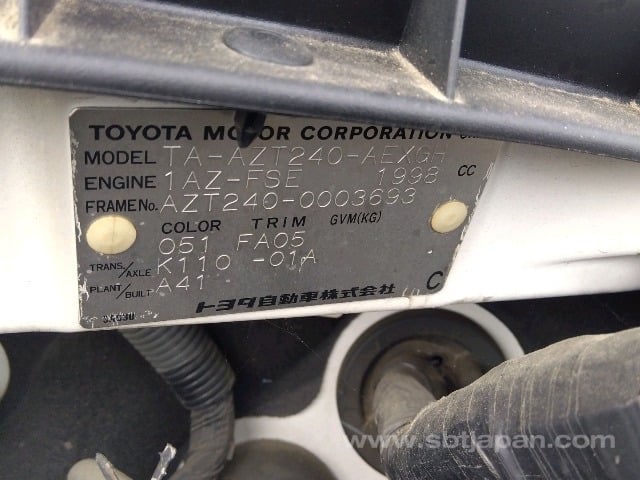 TOYOTA MOTOR CORPORATION
MODEL TA-AZT240-AEXGH
ENGINE 1AZ-FSE 1998 CC
FRAME No. AZT240-0003693
COLOR TRIM GVM(KG)
051 FA05
TRANS/AXLE K110 -01A
PLANT/BUILT A41
トヨタ自動車株式会社 C
www.sbtjapan.com